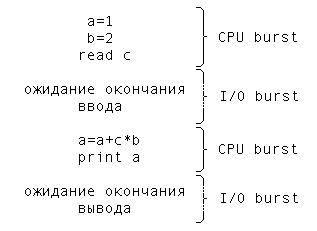 a=1
b=2
read c
CPU burst
ожидание окончания
ввода
I/O burst
a=a+c*b
print a
CPU burst
ожидание окончания
вывода
I/O burst